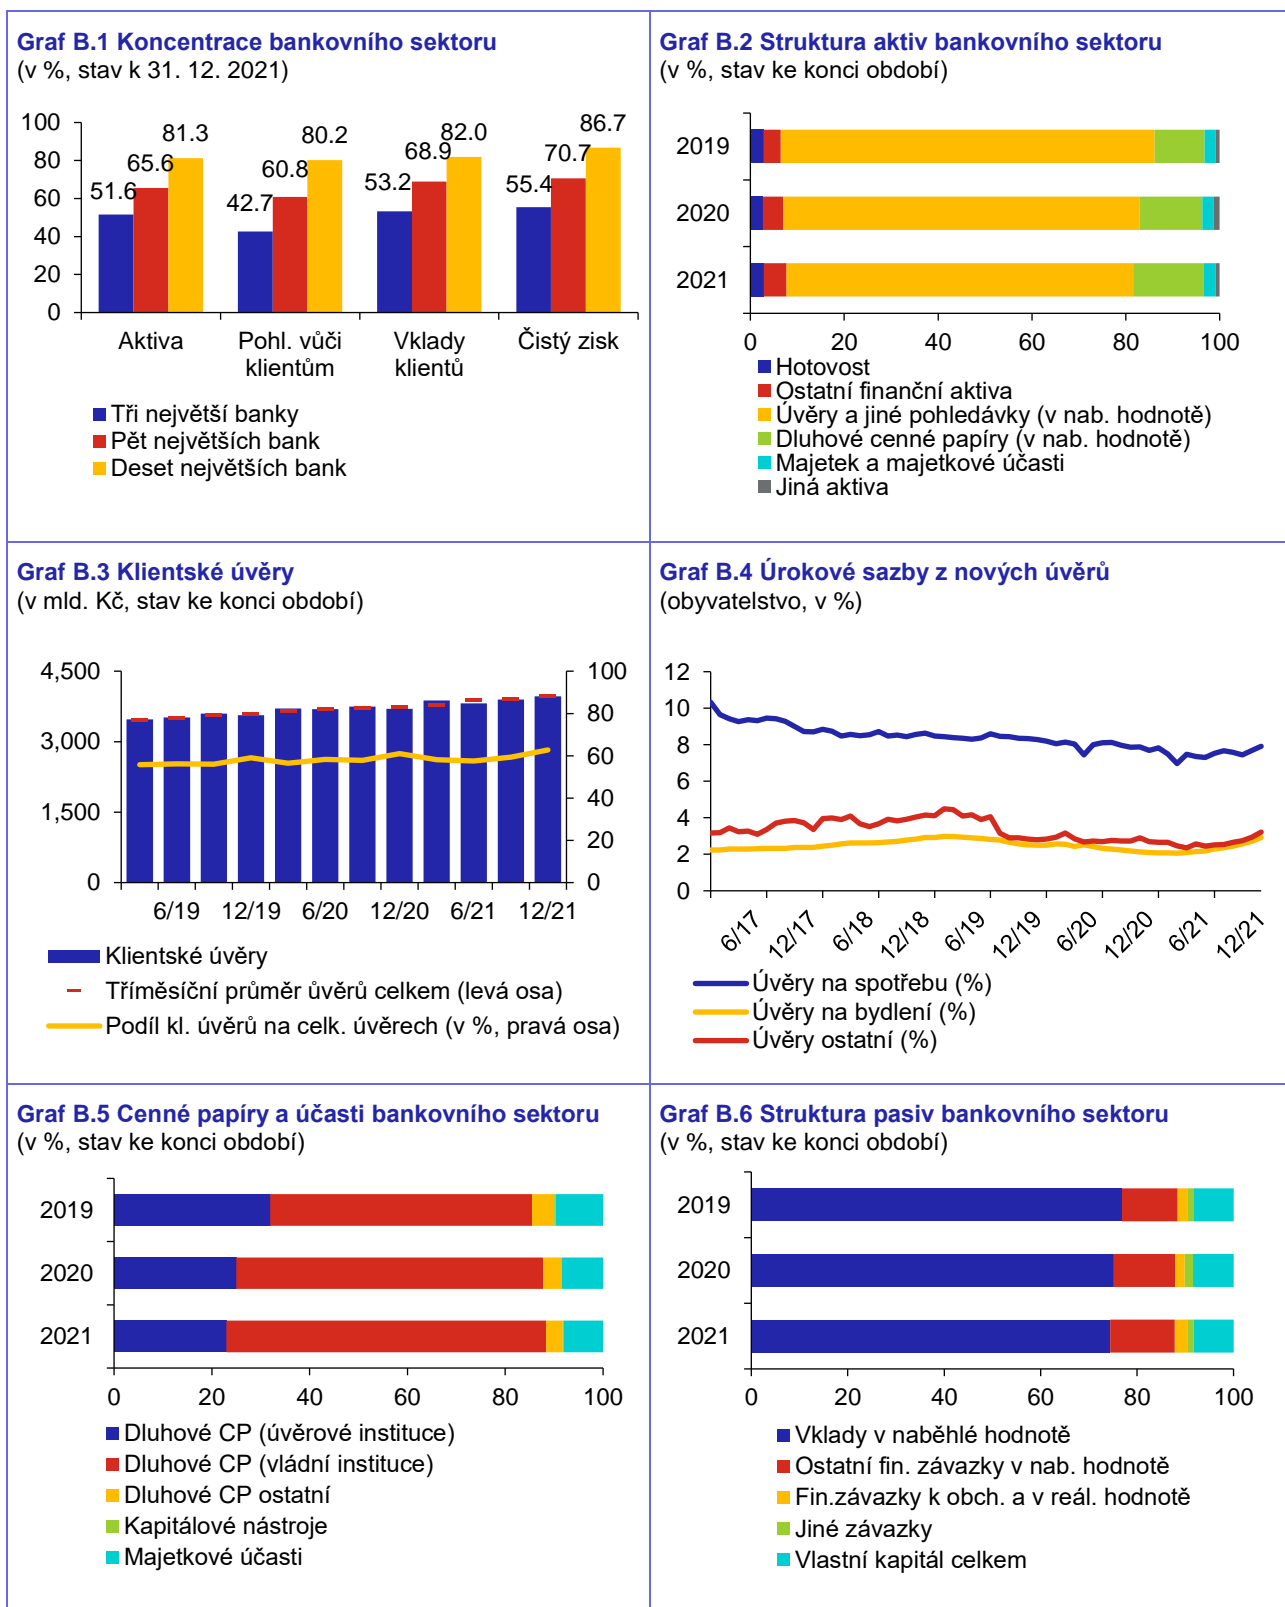 Graf B.1 Koncentrace bankovního sektoru
(v %, stav k 31. 12. 2021)
100
80
60
40
20
0
51.6
65.6
81.3
42.7
60.8
80.2
53.2
68.9
82.0
55.4
70.7
86.7
Aktiva
Pohl. vůči
klientům
Vklady
klientů
Čistý zisk
Tři největší banky
Pět největších bank
Deset největších bank
Graf B.2 Struktura aktiv bankovního sektoru
(v %, stav ke konci období)
2019
2020
2021
0 20 40 60 80 100
Hotovost
Ostatní finanční aktiva
Úvěry a jiné pohledávky (v nab. hodnotě)
Dluhové cenné papíry (v nab. hodnotě)
Majetek a majetkové účasti
Jiná aktiva
Graf B.3 Klientské úvěry
(v mld. Kč, stav ke konci období)
4,500
3,000
1,500
0
100
80
60
40
20
0
6/19 12/19 6/20 12/20 6/21 12/21
Klientské úvěry
Tříměsíční průměr ůvěrů celkem (levá osa)
Podíl kl. úvěrů na celk. úvěrech (v %, pravá osa)
Graf B.4 Úrokové sazby z nových úvěrů
(obyvatelstvo, v %)
12
10
8
6
4
2
0
6/17 12/17 6/18 12/18 6/19 12/19 6/20 12/20 6/21 12/21
Úvěry na spotřebu (%)
Úvěry na bydlení (%)
Úvěry ostatní (%)
Graf B.5 Cenné papíry a účasti bankovního sektoru
(v %, stav ke konci období)
2019
2020
2021
0 20 40 60 80 100
Dluhové CP (úvěrové instituce)
Dluhové CP (vládní instituce)
Dluhové CP ostatní
Kapitálové nástroje
Majetkové účasti
Graf B.6 Struktura pasiv bankovního sektoru
(v %, stav ke konci období)
2019
2020
2021
0 20 40 60 80 100
Vklady v naběhlé hodnotě
Ostatní fin. závazky v nab. hodnotě
Fin.závazky k obch. a v reál. hodnotě
Jiné závazky
Vlastní kapitál celkem